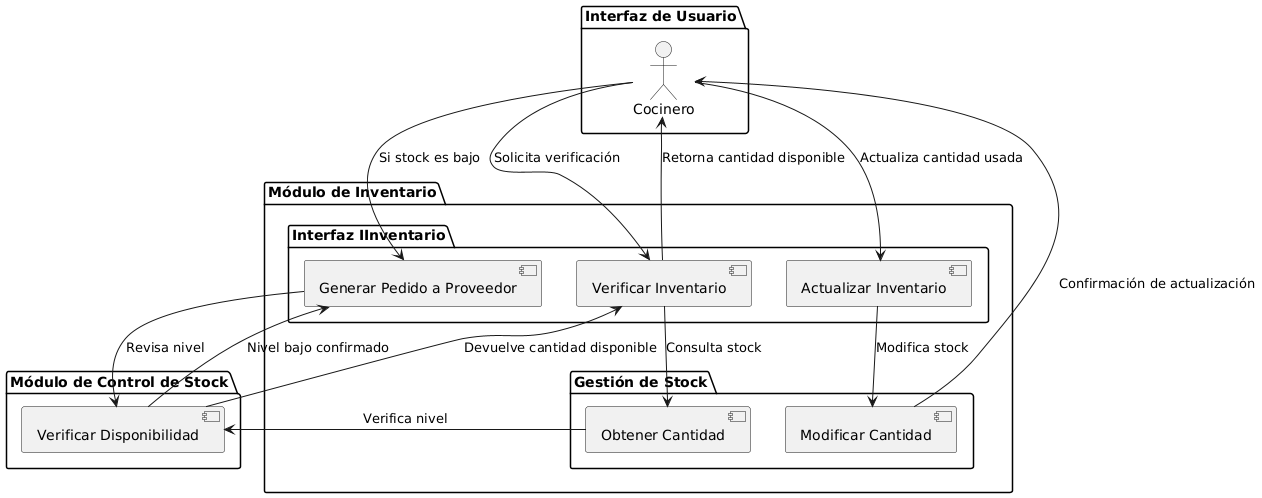 Interfaz de Usuario
Cocinero
Si stock es bajo
Solicita verificación
Retorna cantidad disponible
Actualiza cantidad usada
Módulo de Inventario
Interfaz IInventario
Generar Pedido a Proveedor
Verificar Inventario
Actualizar Inventario
Confirmación de actualización
Revisa nivel
Nivel bajo confirmado
Devuelve cantidad disponible
Consulta stock
Modifica stock
Módulo de Control de Stock
Gestión de Stock
Verifica nivel
Verificar Disponibilidad
Obtener Cantidad
Modificar Cantidad